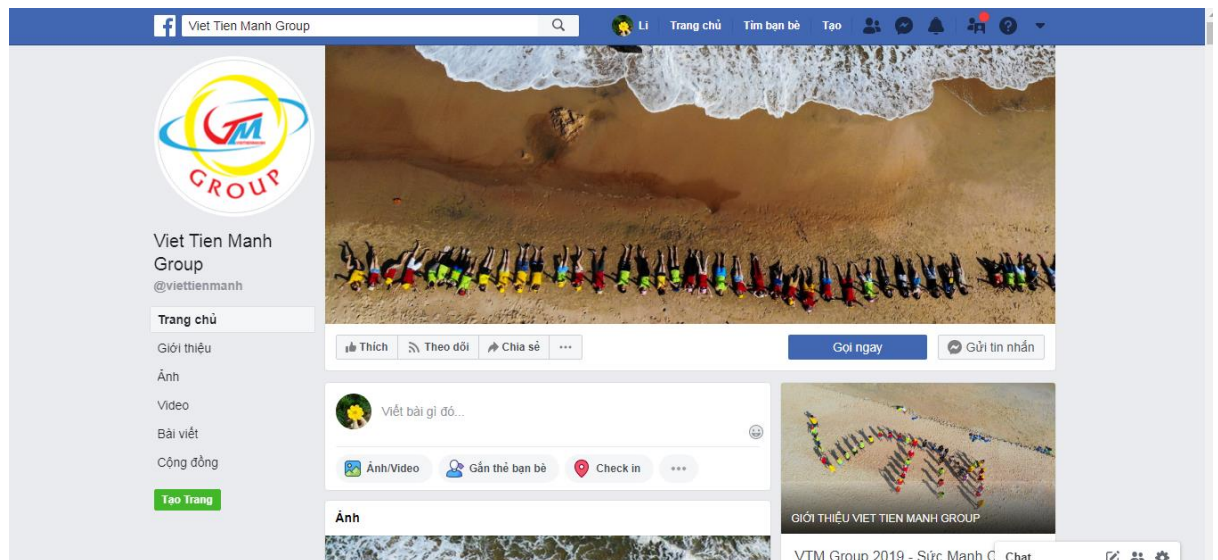 Viet Tien Manh Group
Li Trang chủ Tìm bạn bè Tạo
VTM
GROUP
Viet Tien Manh
Group
@viettienmanh
Trang chủ
Giới thiệu
Ảnh
Video
Bài viết
Cộng đồng
Tạo Trang
Thích Theo dõi Chia sẻ ...
Gọi ngay Gửi tin nhắn
Viết bài gì đó...
Ảnh/Video Gắn thẻ bạn bè Check in ...
Ảnh
GIỚI THIỆU VIET TIEN MANH GROUP
VTM Group 2019 - Sức Mạnh C
Chat